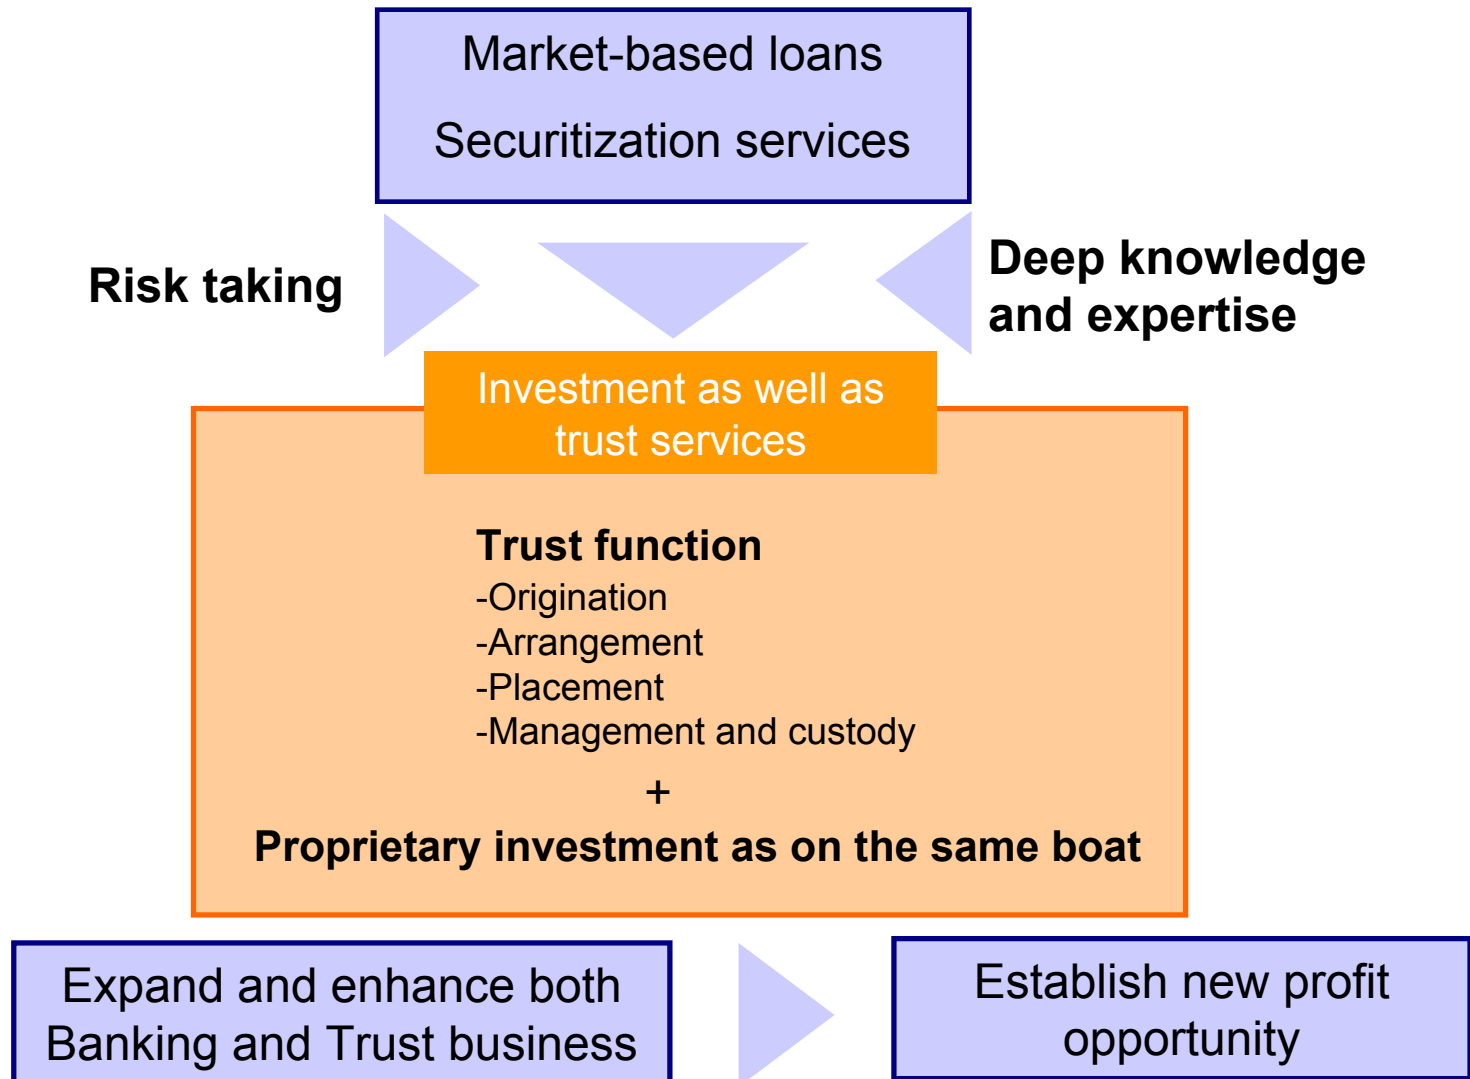 Market-based loans
Securitization services
Risk taking
Deep knowledge
and expertise
Investment as well as
trust services
Trust function
-Origination
-Arrangement
-Placement
-Management and custody
+
Proprietary investment as on the same boat
Expand and enhance both
Banking and Trust business
Establish new profit
opportunity